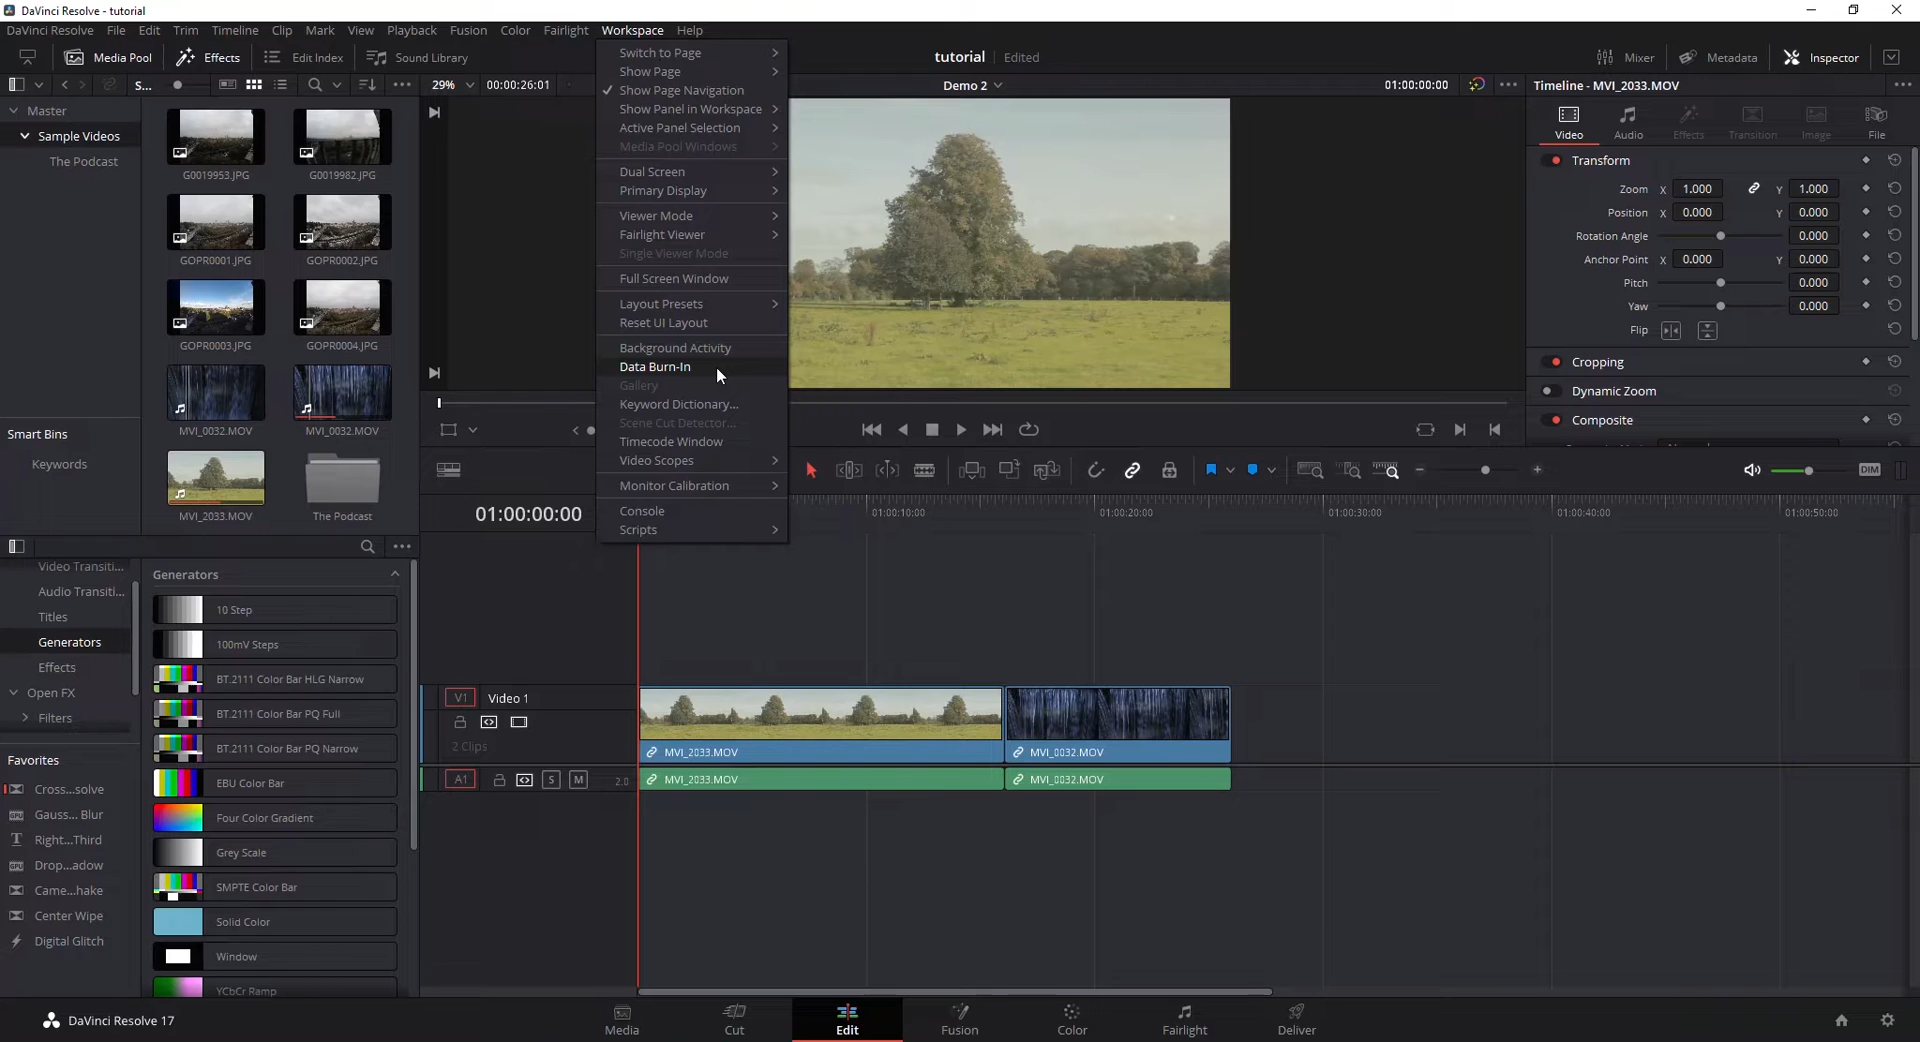 DaVinci Resolve - tutorial
DaVinci Resolve File Edit Trim Timeline Clip Mark View Playback Fusion Color Fairlight Workspace Help
Media Pool Effects Edit Index Sound Library
tutorial Edited
Mixer Metadata Inspector
S... 29% 00:00:26:01
Demo 2 01:00:00:00
Timeline - MVI_2033.MOV
Master
Sample Videos
The Podcast
G0019953.JPG G0019982.JPG
GOPR0001.JPG GOPR0002.JPG
GOPR0003.JPG GOPR0004.JPG
MVI_0032.MOV MVI_0032.MOV
MVI_2033.MOV The Podcast
Smart Bins
Keywords
Switch to Page
Show Page
Show Page Navigation
Show Panel in Workspace
Active Panel Selection
Media Pool Windows
Dual Screen
Primary Display
Viewer Mode
Fairlight Viewer
Single Viewer Mode
Full Screen Window
Layout Presets
Reset UI Layout
Background Activity
Data Burn-In
Gallery
Keyword Dictionary...
Scene Cut Detector...
Timecode Window
Video Scopes
Monitor Calibration
Console
Scripts
Video Audio Effects Transition Image File
Transform
Zoom X 1.000 Y 1.000
Position X 0.000 Y 0.000
Rotation Angle 0.000
Anchor Point X 0.000 Y 0.000
Pitch 0.000
Yaw 0.000
Flip
Cropping
Dynamic Zoom
Composite
DIM
01:00:00:00
01:00:10:00 01:00:20:00 01:00:30:00 01:00:40:00 01:00:50:00
Video Transiti...
Audio Transiti...
Titles
Generators
Effects
Open FX
Filters
Favorites
Cross...solve
Gauss... Blur
Right...Third
Drop...adow
Came...hake
Center Wipe
Digital Glitch
Generators
10 Step
100mV Steps
BT.2111 Color Bar HLG Narrow
BT.2111 Color Bar PQ Full
BT.2111 Color Bar PQ Narrow
EBU Color Bar
Four Color Gradient
Grey Scale
SMPTE Color Bar
Solid Color
Window
YCbCr Ramp
V1 Video 1
2 Clips
MVI_2033.MOV MVI_0032.MOV
A1 S M 2.0
MVI_2033.MOV MVI_0032.MOV
DaVinci Resolve 17
Media Cut Edit Fusion Color Fairlight Deliver